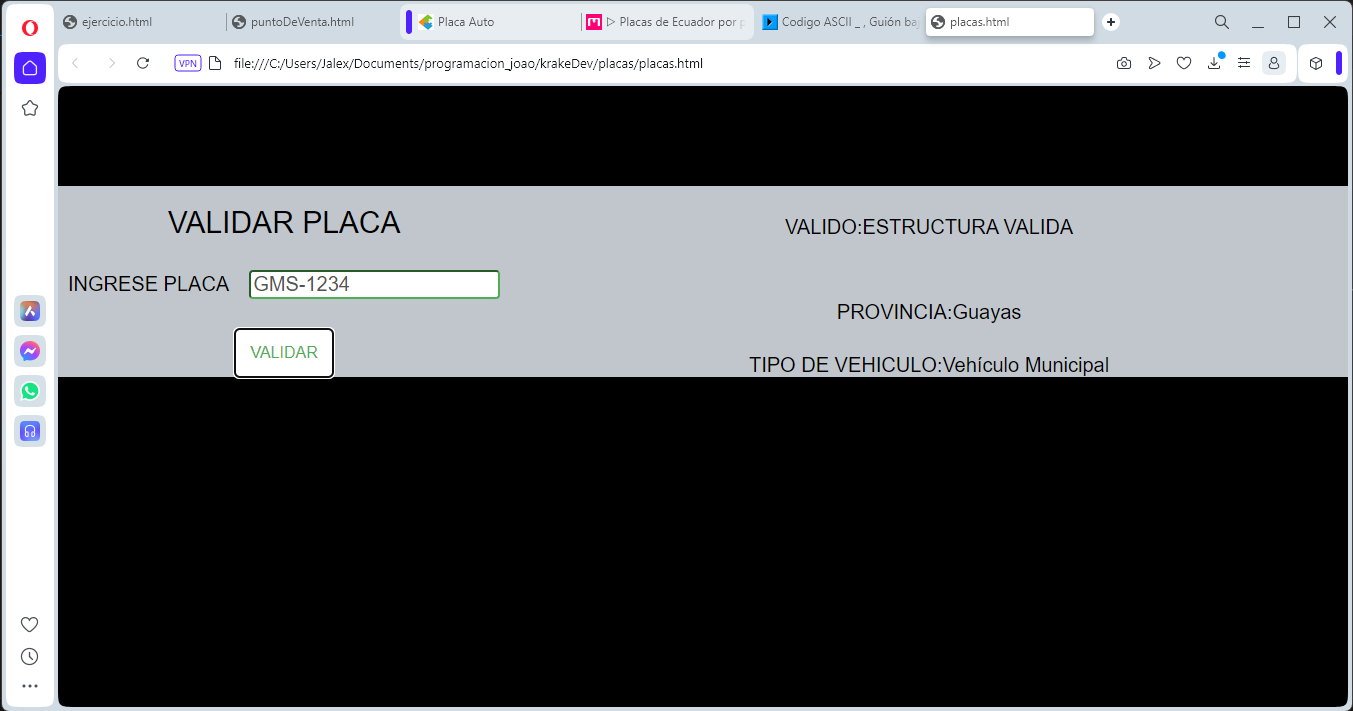 ejercicio.html
puntoDeVenta.html
Placa Auto
▷ Placas de Ecuador por p
Codigo ASCII _ , Guión baj
placas.html
VPN
file:///C:/Users/Jalex/Documents/programacion_joao/krakeDev/placas/placas.html
VALIDAR PLACA
INGRESE PLACA
GMS-1234
VALIDAR
VALIDO:ESTRUCTURA VALIDA
PROVINCIA:Guayas
TIPO DE VEHICULO:Vehículo Municipal